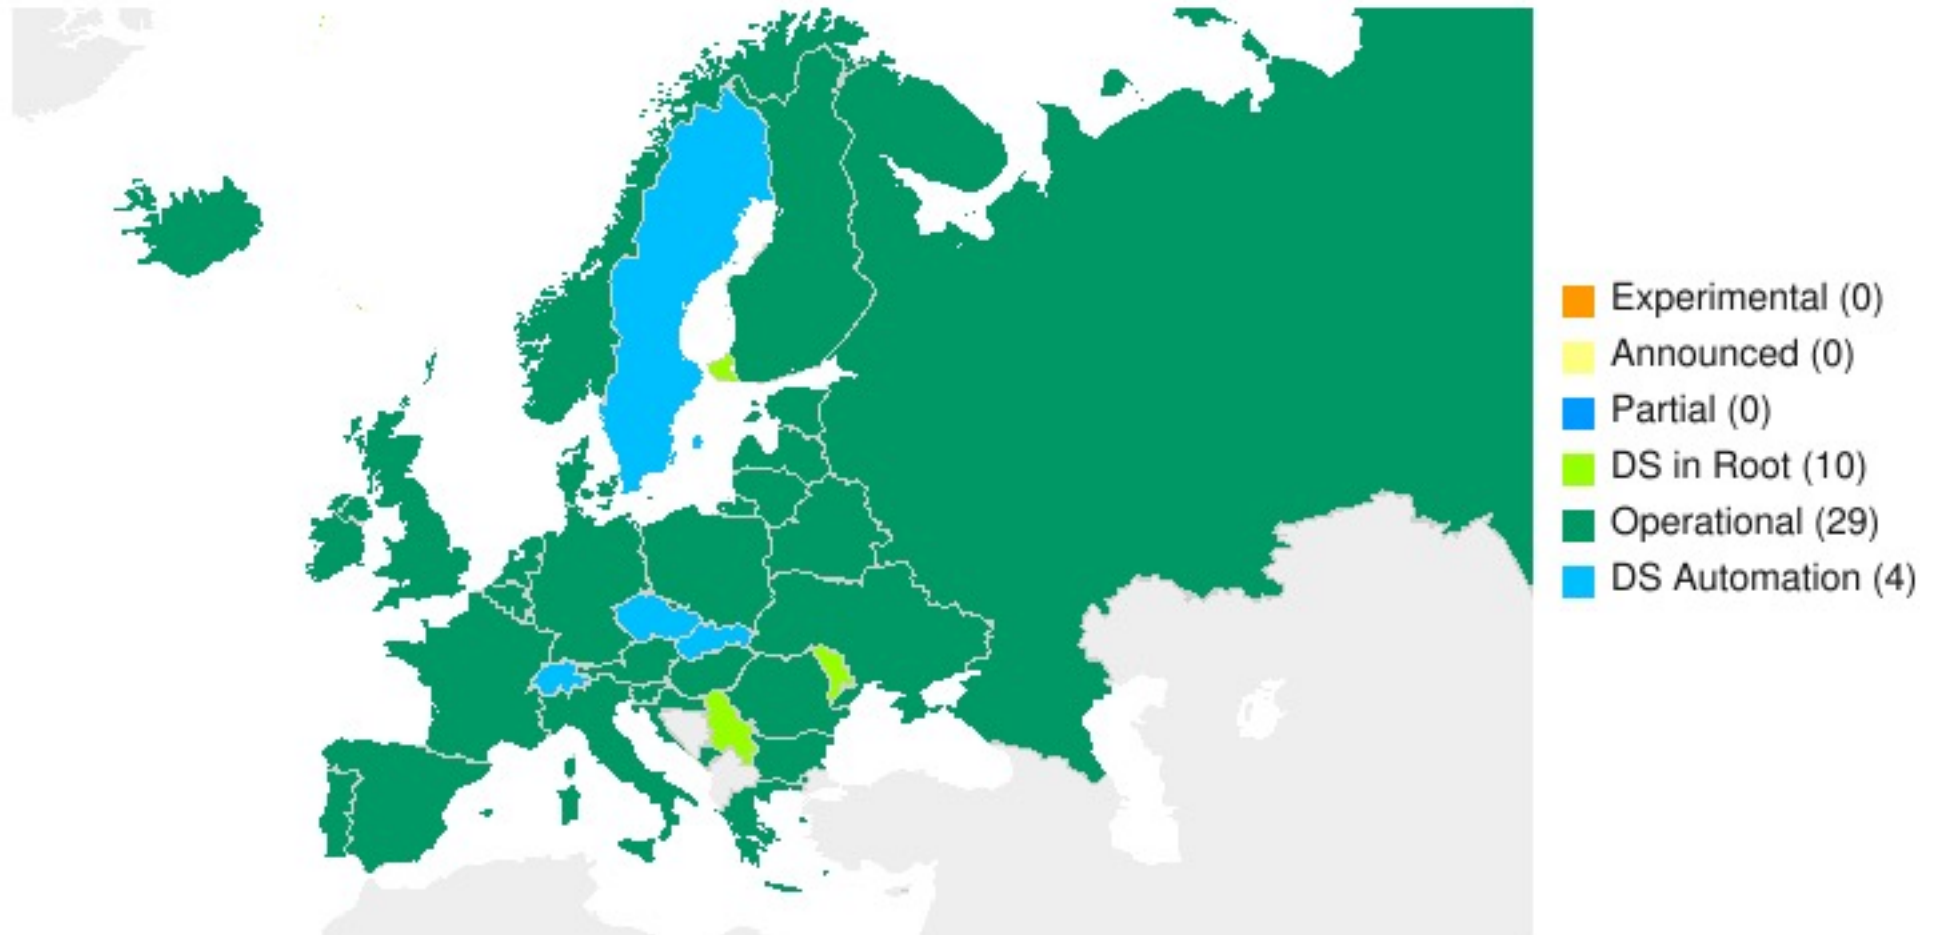 Experimental (0)
Announced (0)
Partial (0)
DS in Root (10)
Operational (29)
DS Automation (4)